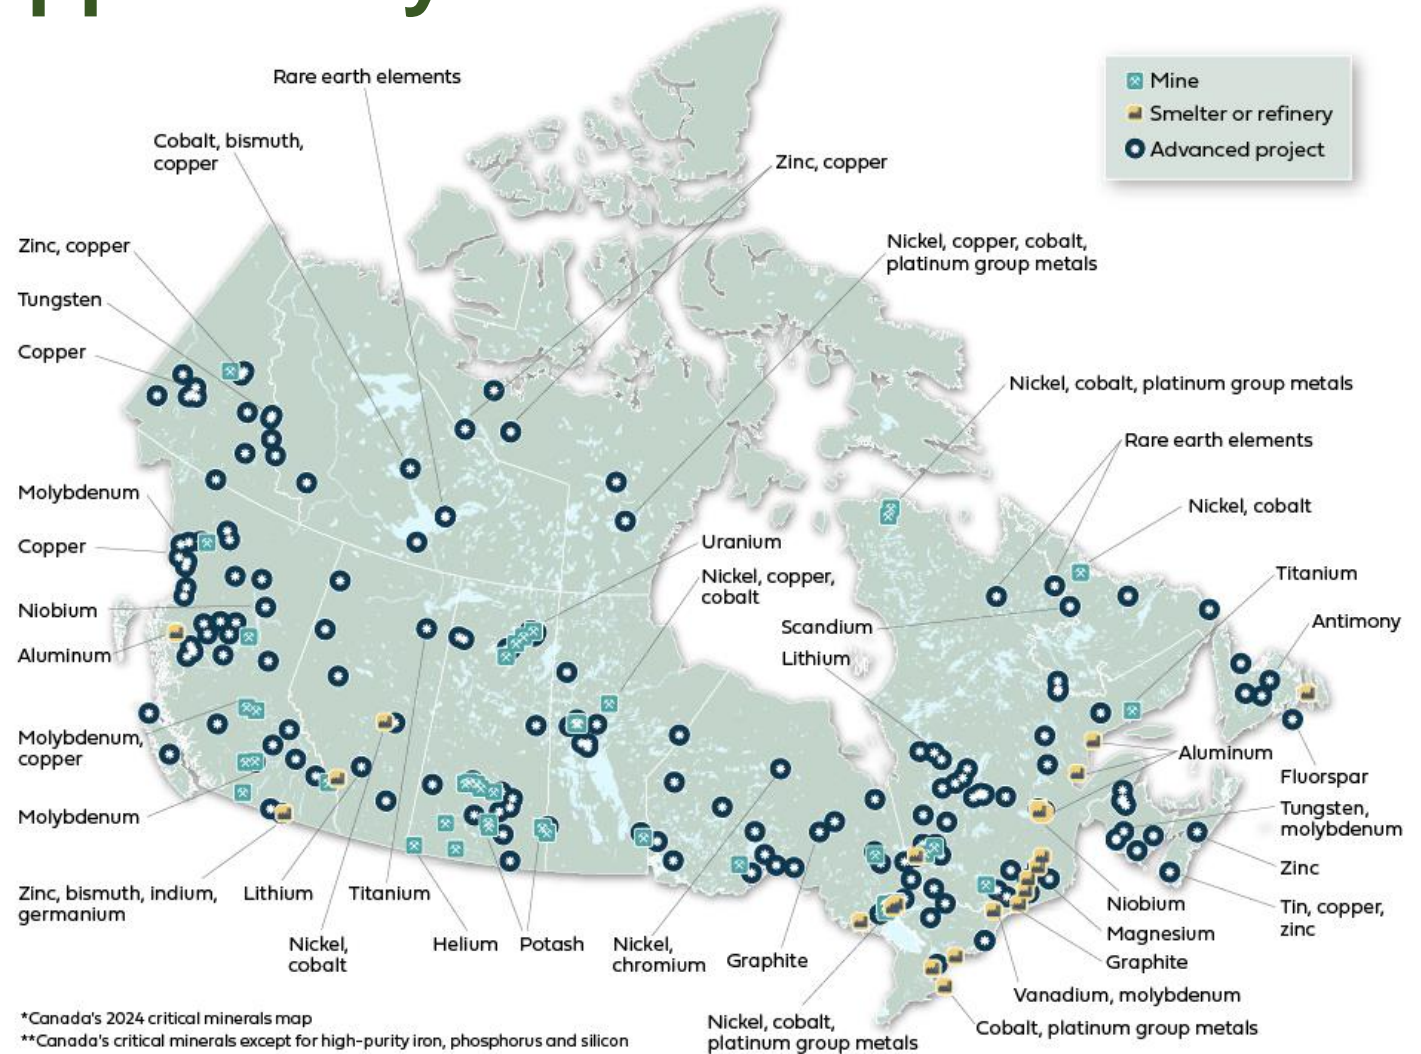 Mine
Smelter or refinery
Advanced project
Rare earth elements
Cobalt, bismuth,
copper
Zinc, copper
Zinc, copper
Tungsten
Copper
Nickel, copper, cobalt,
platinum group metals
Nickel, cobalt, platinum group metals
Rare earth elements
Nickel, cobalt
Molybdenum
Copper
Uranium
Nickel, copper,
cobalt
Titanium
Niobium
Scandium
Antimony
Aluminum
Lithium
Molybdenum,
copper
Aluminum
Fluorspar
Molybdenum
Tungsten,
molybdenum
Zinc
Zinc, bismuth, indium,
germanium
Lithium
Titanium
Niobium
Tin, copper,
zinc
Nickel,
cobalt
Helium
Potash
Nickel,
chromium
Graphite
Magnesium
Graphite
Vanadium, molybdenum
Nickel, cobalt,
platinum group metals
Cobalt, platinum group metals
*Canada's 2024 critical minerals map
**Canada's critical minerals except for high-purity iron, phosphorus and silicon